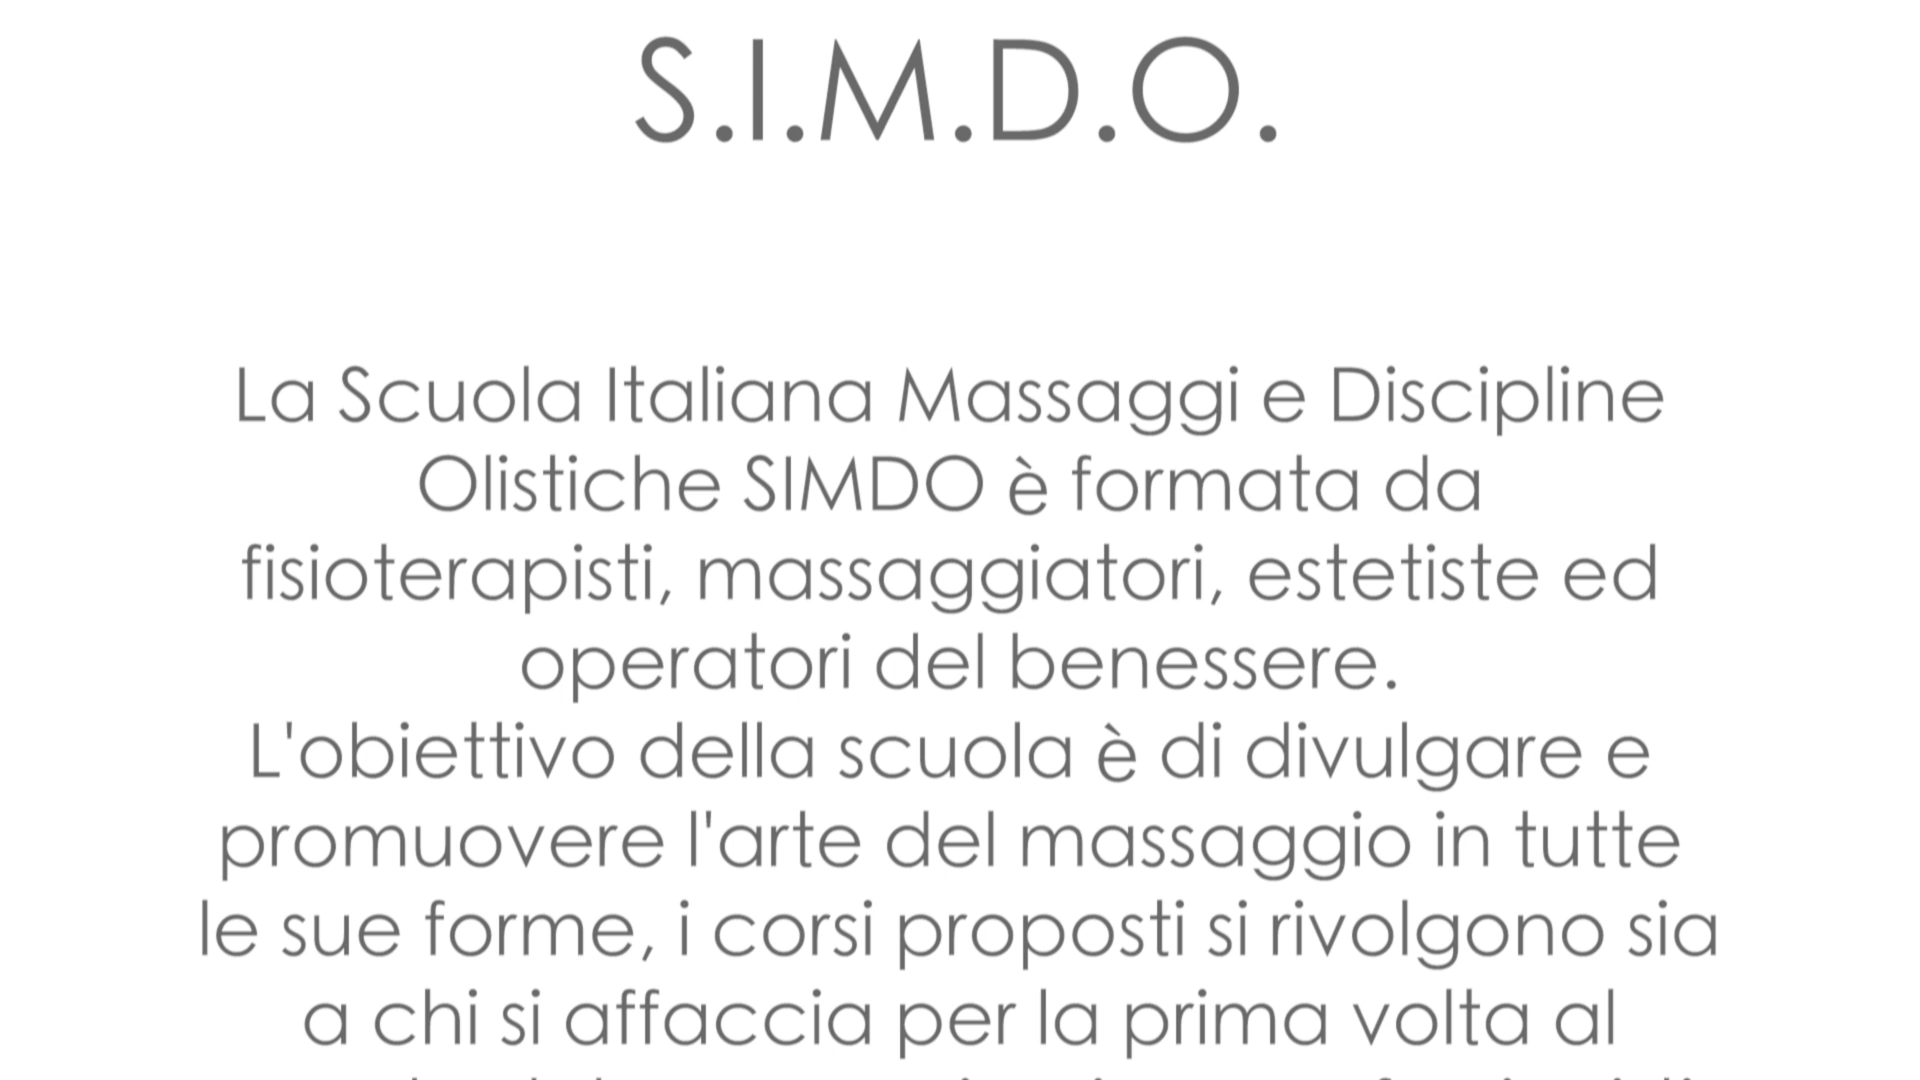 S.I.M.D.O.
La Scuola Italiana Massaggi e Discipline
Olistiche SIMDO è formata da
fisioterapisti, massaggiatori, estetiste ed
operatori del benessere.
L'obiettivo della scuola è di divulgare e
promuovere l'arte del massaggio in tutte
le sue forme, i corsi proposti si rivolgono sia
a chi si affaccia per la prima volta al